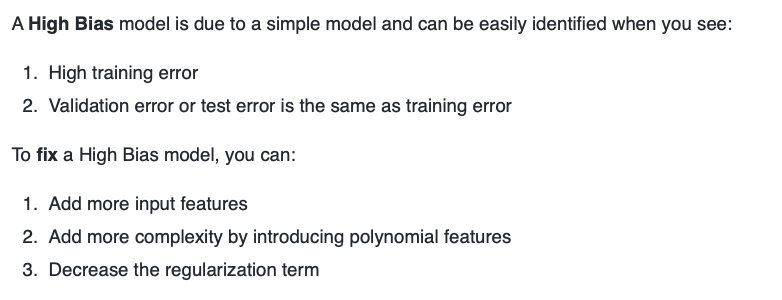 A High Bias model is due to a simple model and can be easily identified when you see:
1. High training error
2. Validation error or test error is the same as training error
To fix a High Bias model, you can:
1. Add more input features
2. Add more complexity by introducing polynomial features
3. Decrease the regularization term